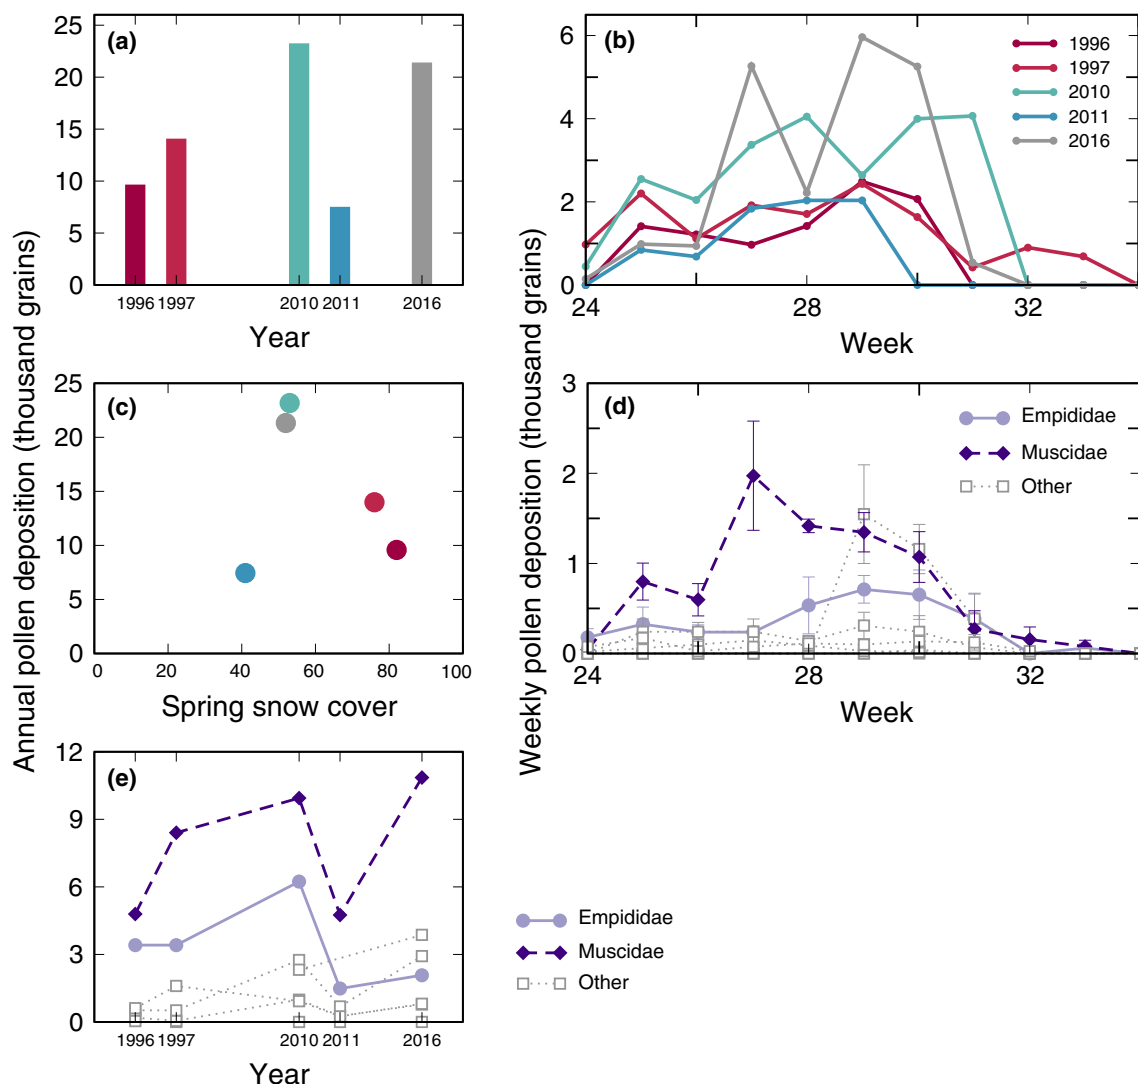 Annual pollen deposition (thousand grains)
(a)
25
20
15
10
5
0
1996 1997 2010 2011 2016
Year
Weekly pollen deposition (thousand grains)
(b)
6
4
2
0
24 28 32
Week
1996
1997
2010
2011
2016
(c)
25
20
15
10
5
0
0 20 40 60 80 100
Spring snow cover
(d)
3
2
1
0
24 28 32
Week
Empididae
Muscidae
Other
(e)
12
9
6
3
0
1996 1997 2010 2011 2016
Year
Empididae
Muscidae
Other